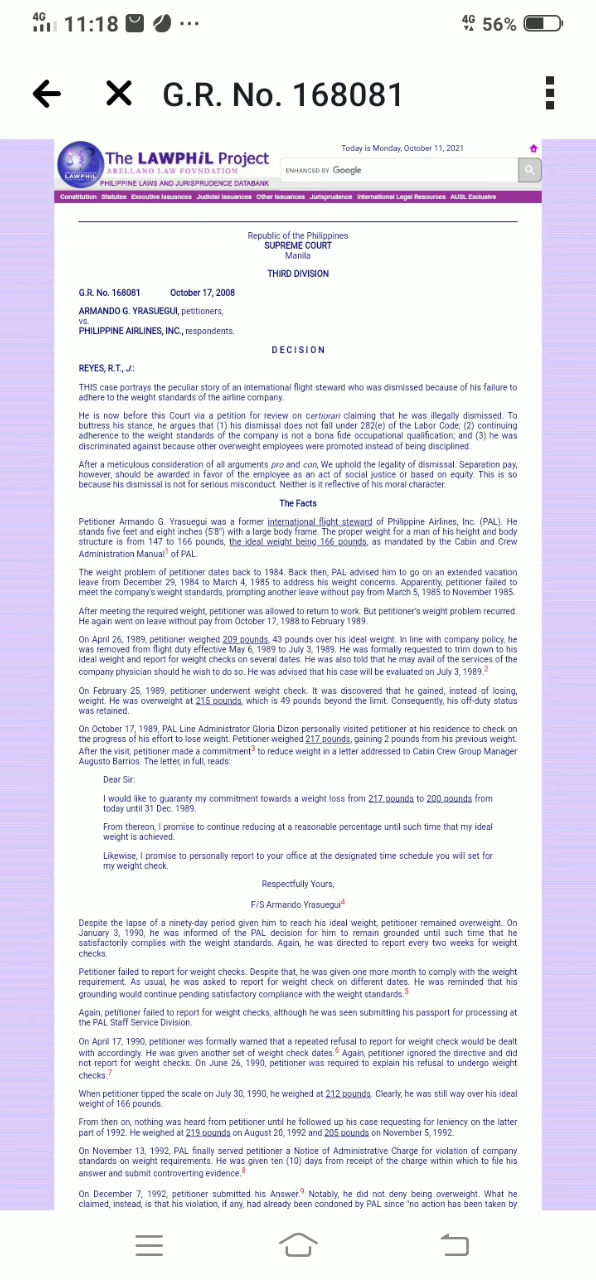 4G 11:18 ... 4G 56%
G.R. No. 168081
The LAWPHiL Project
ARELLANO LAW FOUNDATION
PHILIPPINE LAWS AND JURISPRUDENCE DATABANK
LAWPHIL
Today is Monday, October 11, 2021
ENHANCED BY Google
Constitution Statutes Executive Issuances Judicial Issuances Other Issuances Jurisprudence International Legal Resources AUSL Exclusive
Republic of the Philippines
SUPREME COURT
Manila
THIRD DIVISION
G.R. No. 168081 October 17, 2008
ARMANDO G. YRASUEGUI, petitioners,
vs.
PHILIPPINE AIRLINES, INC., respondents.
DECISION
REYES, R.T., J.:
THIS case portrays the peculiar story of an international flight steward who was dismissed because of his failure to
adhere to the weight standards of the airline company.
He is now before this Court via a petition for review on certiorari claiming that he was illegally dismissed. To
buttress his stance, he argues that (1) his dismissal does not fall under 282(e) of the Labor Code; (2) continuing
adherence to the weight standards of the company is not a bona fide occupational qualification; and (3) he was
discriminated against because other overweight employees were promoted instead of being disciplined.
After a meticulous consideration of all arguments pro and con, We uphold the legality of dismissal. Separation pay,
however, should be awarded in favor of the employee as an act of social justice or based on equity. This is so
because his dismissal is not for serious misconduct. Neither is it reflective of his moral character.
The Facts
Petitioner Armando G. Yrasuegui was a former international flight steward of Philippine Airlines, Inc. (PAL). He
stands five feet and eight inches (5'8") with a large body frame. The proper weight for a man of his height and body
structure is from 147 to 166 pounds, the ideal weight being 166 pounds, as mandated by the Cabin and Crew
Administration Manual1 of PAL.
The weight problem of petitioner dates back to 1984. Back then, PAL advised him to go on an extended vacation
leave from December 29, 1984 to March 4, 1985 to address his weight concerns. Apparently, petitioner failed to
meet the company's weight standards, prompting another leave without pay from March 5, 1985 to November 1985.
After meeting the required weight, petitioner was allowed to return to work. But petitioner's weight problem recurred.
He again went on leave without pay from October 17, 1988 to February 1989.
On April 26, 1989, petitioner weighed 209 pounds, 43 pounds over his ideal weight. In line with company policy, he
was removed from flight duty effective May 6, 1989 to July 3, 1989. He was formally requested to trim down to his
ideal weight and report for weight checks on several dates. He was also told that he may avail of the services of the
company physician should he wish to do so. He was advised that his case will be evaluated on July 3, 1989.2
On February 25, 1989, petitioner underwent weight check. It was discovered that he gained, instead of losing,
weight. He was overweight at 215 pounds, which is 49 pounds beyond the limit. Consequently, his off-duty status
was retained.
On October 17, 1989, PAL Line Administrator Gloria Dizon personally visited petitioner at his residence to check on
the progress of his effort to lose weight. Petitioner weighed 217 pounds, gaining 2 pounds from his previous weight.
After the visit, petitioner made a commitment3 to reduce weight in a letter addressed to Cabin Crew Group Manager
Augusto Barrios. The letter, in full, reads:
Dear Sir:
I would like to guaranty my commitment towards a weight loss from 217 pounds to 200 pounds from
today until 31 Dec. 1989.
From thereon, I promise to continue reducing at a reasonable percentage until such time that my ideal
weight is achieved.
Likewise, I promise to personally report to your office at the designated time schedule you will set for
my weight check.
Respectfully Yours,
F/S Armando Yrasuegui4
Despite the lapse of a ninety-day period given him to reach his ideal weight, petitioner remained overweight. On
January 3, 1990, he was informed of the PAL decision for him to remain grounded until such time that he
satisfactorily complies with the weight standards. Again, he was directed to report every two weeks for weight
checks.
Petitioner failed to report for weight checks. Despite that, he was given one more month to comply with the weight
requirement. As usual, he was asked to report for weight check on different dates. He was reminded that his
grounding would continue pending satisfactory compliance with the weight standards.5
Again, petitioner failed to report for weight checks, although he was seen submitting his passport for processing at
the PAL Staff Service Division.
On April 17, 1990, petitioner was formally warned that a repeated refusal to report for weight check would be dealt
with accordingly. He was given another set of weight check dates.6 Again, petitioner ignored the directive and did
not report for weight checks. On June 26, 1990, petitioner was required to explain his refusal to undergo weight
checks.7
When petitioner tipped the scale on July 30, 1990, he weighed at 212 pounds. Clearly, he was still way over his ideal
weight of 166 pounds.
From then on, nothing was heard from petitioner until he followed up his case requesting for leniency on the latter
part of 1992. He weighed at 219 pounds on August 20, 1992 and 205 pounds on November 5, 1992.
On November 13, 1992, PAL finally served petitioner a Notice of Administrative Charge for violation of company
standards on weight requirements. He was given ten (10) days from receipt of the charge within which to file his
answer and submit controverting evidence.8
On December 7, 1992, petitioner submitted his Answer.9 Notably, he did not deny being overweight. What he
claimed, instead, is that his violation, if any, had already been condoned by PAL since "no action has been taken by